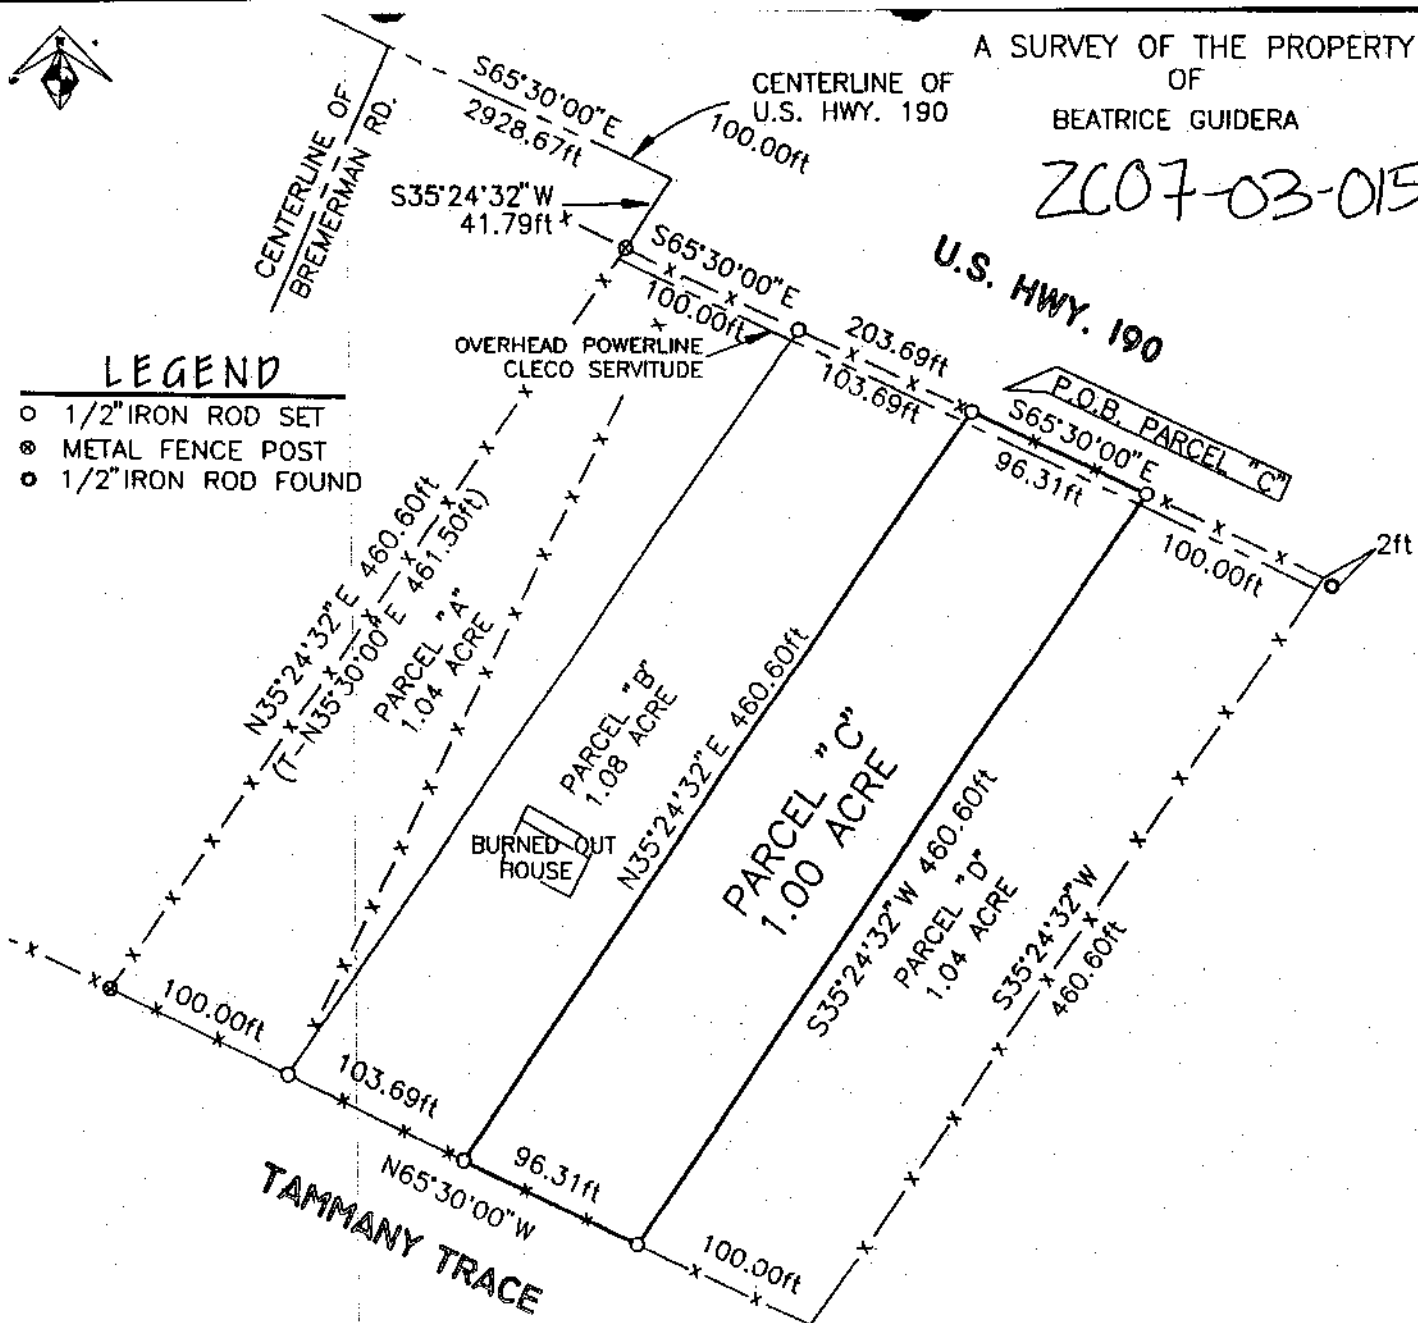 A SURVEY OF THE PROPERTY
OF
BEATRICE GUIDERA
ZC07-03-015
CENTERLINE OF
BREMERMAN RD.
S65°30'00"E
2928.67ft
CENTERLINE OF
U.S. HWY. 190
100.00ft
S35°24'32"W
41.79ft
S65°30'00"E
100.00ft
U.S. HWY. 190
OVERHEAD POWERLINE
CLECO SERVITUDE
203.69ft
103.69ft
P.O.B. PARCEL "C"
S65°30'00"E
96.31ft
100.00ft
2ft
LEGEND
1/2" IRON ROD SET
METAL FENCE POST
1/2" IRON ROD FOUND
N35°24'32"E 460.60ft
(T-N35°30'00"E 461.50ft)
PARCEL "A"
1.04 ACRE
PARCEL "B"
1.08 ACRE
BURNED OUT
HOUSE
N35°24'32"E 460.60ft
PARCEL "C"
1.00 ACRE
S35°24'32"W 460.60ft
PARCEL "D"
1.04 ACRE
S35°24'32"W
460.60ft
100.00ft
103.69ft
N65°30'00"W
96.31ft
100.00ft
TAMMANY TRACE